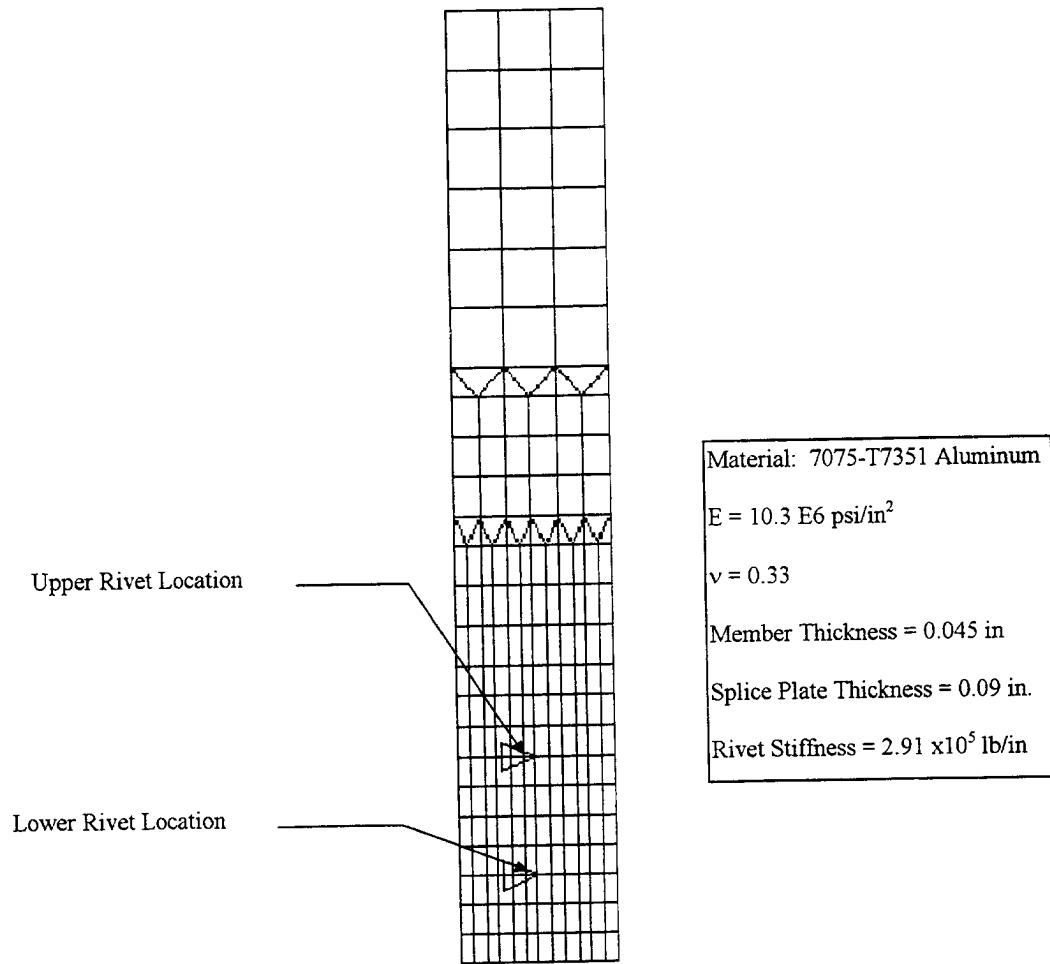 Upper Rivet Location
Lower Rivet Location
Material: 7075-T7351 Aluminum
E = 10.3 E6 psi/in²
ν = 0.33
Member Thickness = 0.045 in
Splice Plate Thickness = 0.09 in.
Rivet Stiffness = 2.91 x10⁵ lb/in